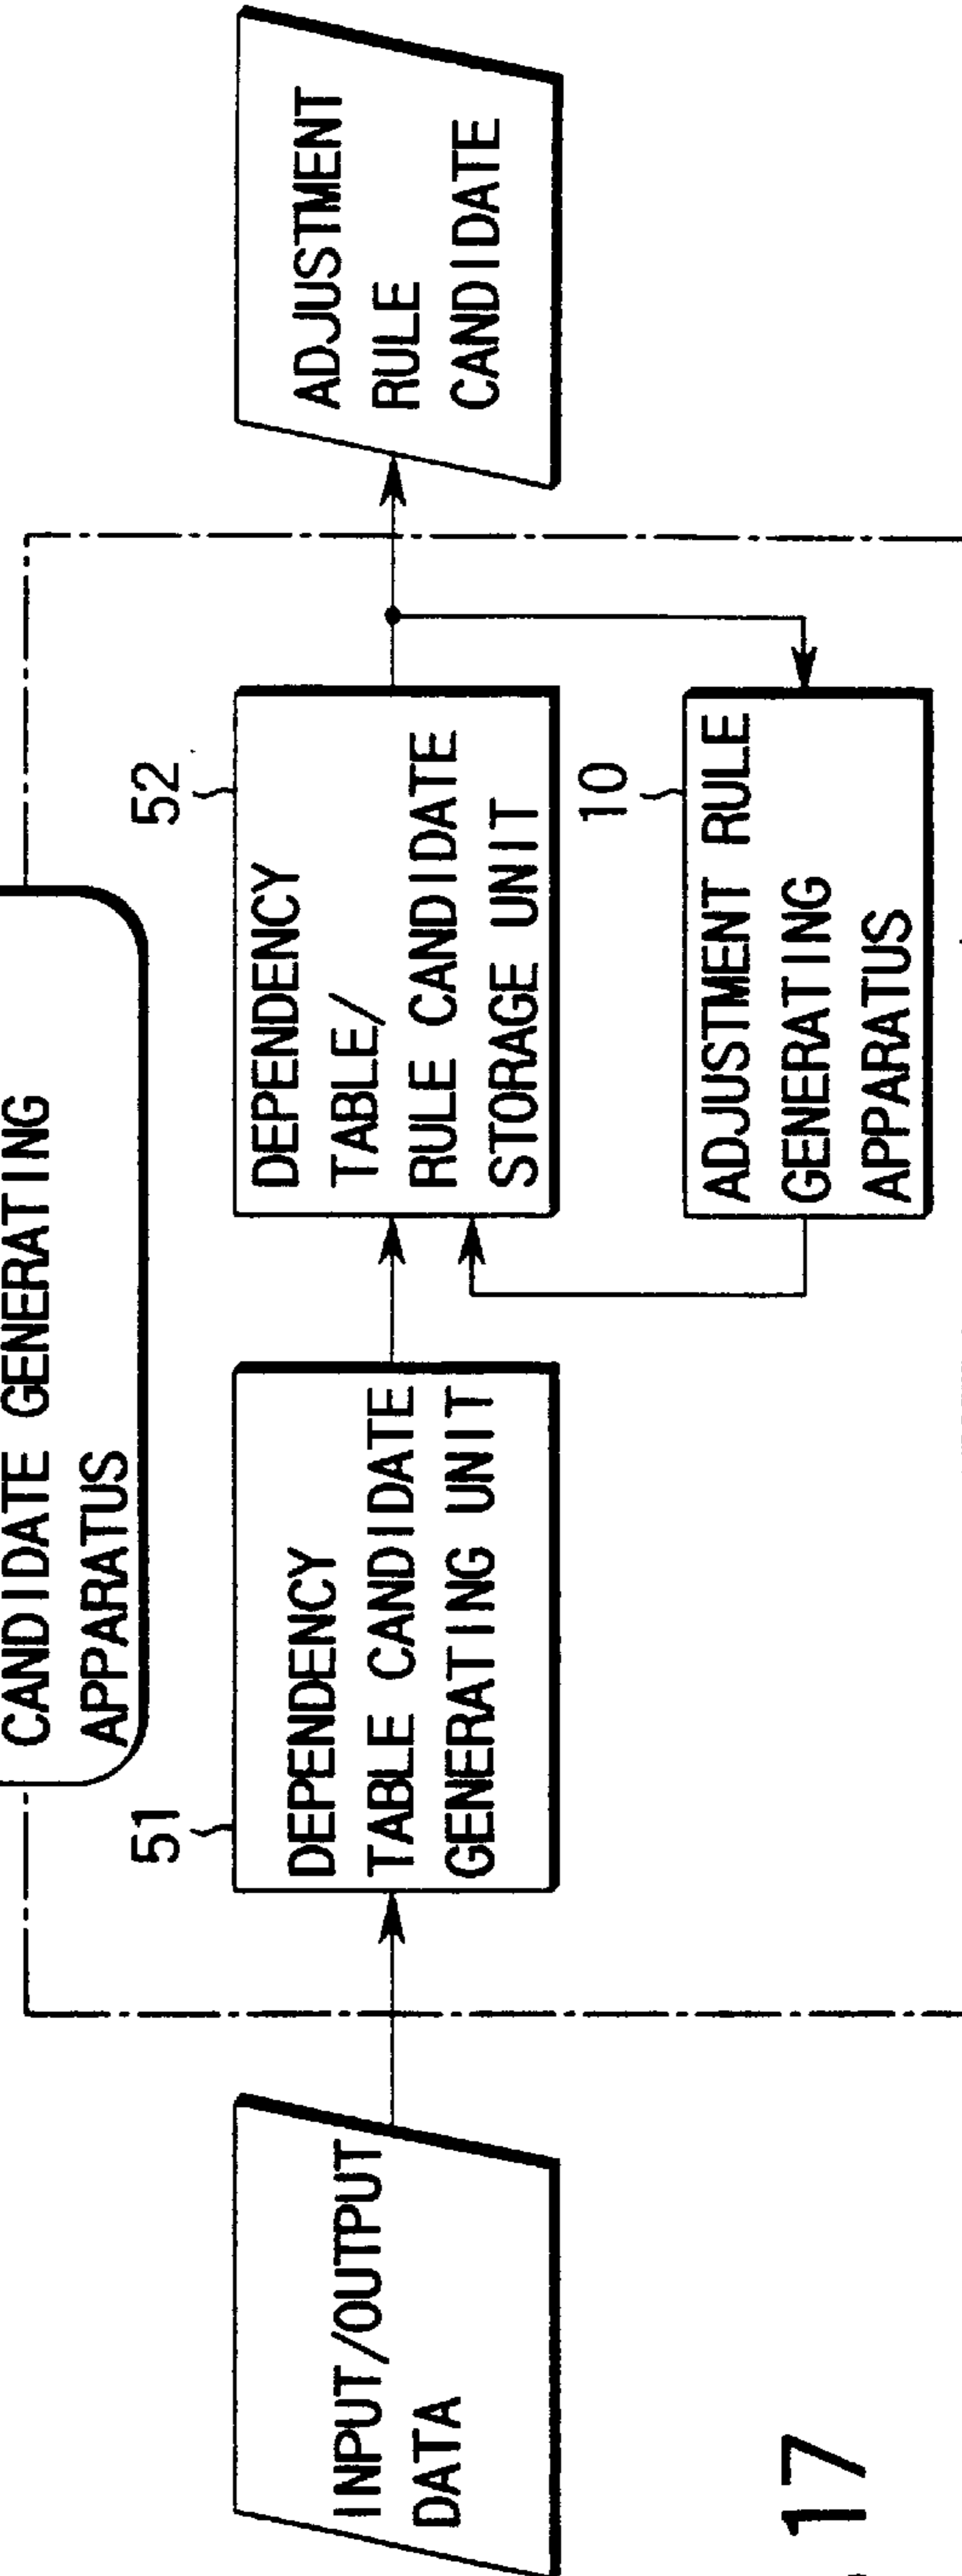 CANDIDATE GENERATING
APPARATUS
INPUT/OUTPUT
DATA
51
DEPENDENCY
TABLE CANDIDATE
GENERATING UNIT
52
DEPENDENCY
TABLE/
RULE CANDIDATE
STORAGE UNIT
10
ADJUSTMENT RULE
GENERATING
APPARATUS
ADJUSTMENT
RULE
CANDIDATE
17